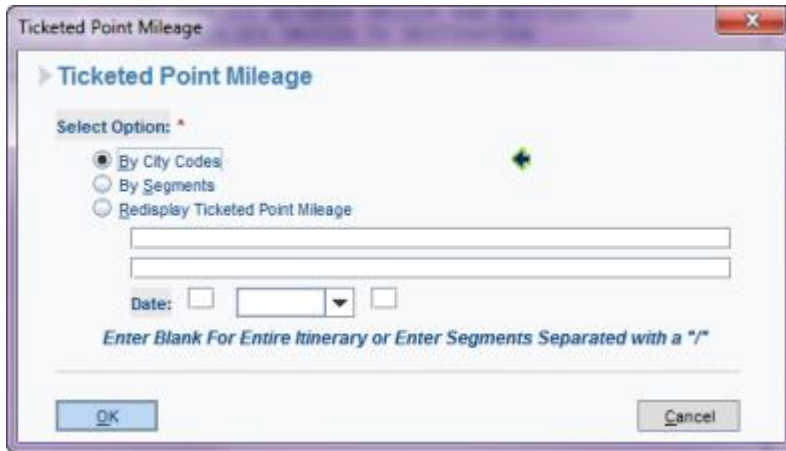 Ticketed Point Mileage
Ticketed Point Mileage
Select Option: *
By City Codes
By Segments
Redisplay Ticketed Point Mileage
Date:
Enter Blank For Entire Itinerary or Enter Segments Separated with a "/"
OK
Cancel